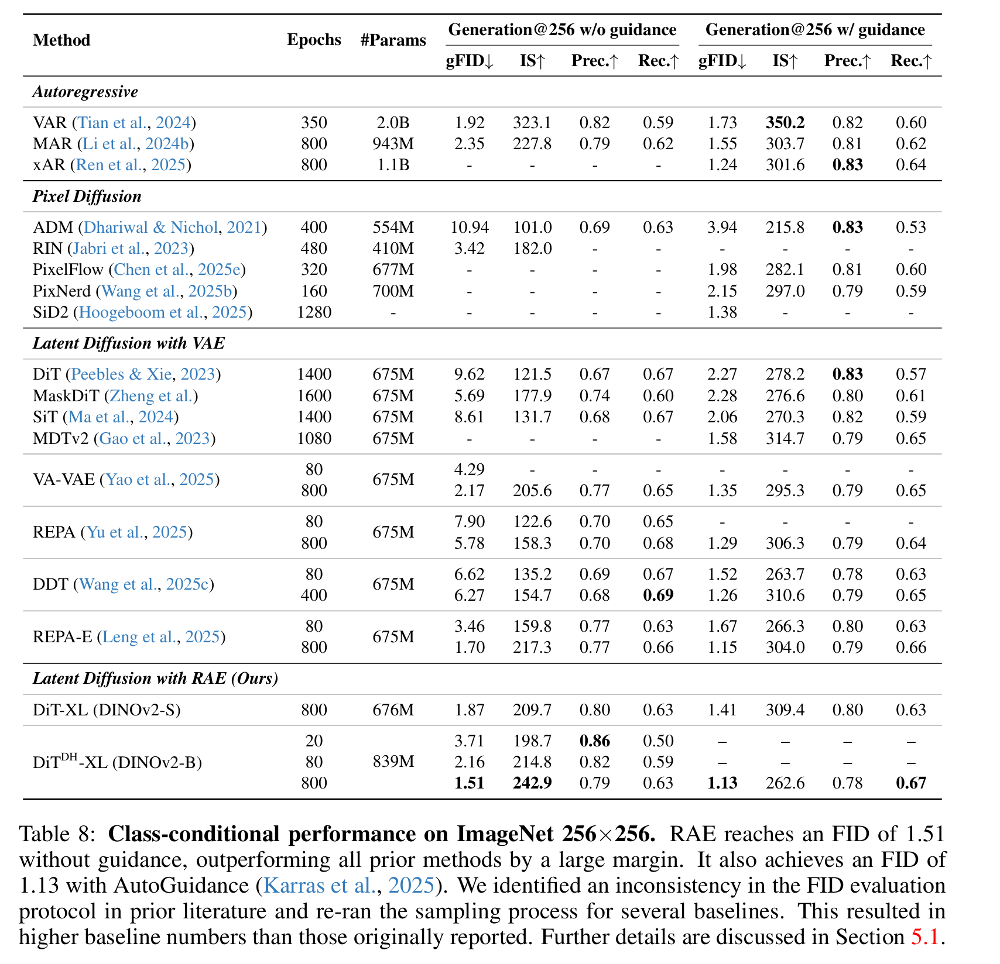 Method Epochs #Params Generation@256 w/o guidance Generation@256 w/ guidance
gFID↓ IS↑ Prec.↑ Rec.↑ gFID↓ IS↑ Prec.↑ Rec.↑
Autoregressive
VAR (Tian et al., 2024) 350 2.0B 1.92 323.1 0.82 0.59 1.73 350.2 0.82 0.60
MAR (Li et al., 2024b) 800 943M 2.35 227.8 0.79 0.62 1.55 303.7 0.81 0.62
xAR (Ren et al., 2025) 800 1.1B - - - - 1.24 301.6 0.83 0.64
Pixel Diffusion
ADM (Dhariwal & Nichol, 2021) 400 554M 10.94 101.0 0.69 0.63 3.94 215.8 0.83 0.53
RIN (Jabri et al., 2023) 480 410M 3.42 182.0 - - - - - -
PixelFlow (Chen et al., 2025e) 320 677M - - - - 1.98 282.1 0.81 0.60
PixNerd (Wang et al., 2025b) 160 700M - - - - 2.15 297.0 0.79 0.59
SiD2 (Hoogeboom et al., 2025) 1280 - - - - - 1.38 - - -
Latent Diffusion with VAE
DiT (Peebles & Xie, 2023) 1400 675M 9.62 121.5 0.67 0.67 2.27 278.2 0.83 0.57
MaskDiT (Zheng et al.) 1600 675M 5.69 177.9 0.74 0.60 2.28 276.6 0.80 0.61
SiT (Ma et al., 2024) 1400 675M 8.61 131.7 0.68 0.67 2.06 270.3 0.82 0.59
MDTv2 (Gao et al., 2023) 1080 675M - - - - 1.58 314.7 0.79 0.65
VA-VAE (Yao et al., 2025) 675M
80 4.29 - - - - - - -
800 2.17 205.6 0.77 0.65 1.35 295.3 0.79 0.65
REPA (Yu et al., 2025) 675M
80 7.90 122.6 0.70 0.65 - - - -
800 5.78 158.3 0.70 0.68 1.29 306.3 0.79 0.64
DDT (Wang et al., 2025c) 675M
80 6.62 135.2 0.69 0.67 1.52 263.7 0.78 0.63
400 6.27 154.7 0.68 0.69 1.26 310.6 0.79 0.65
REPA-E (Leng et al., 2025) 675M
80 3.46 159.8 0.77 0.63 1.67 266.3 0.80 0.63
800 1.70 217.3 0.77 0.66 1.15 304.0 0.79 0.66
Latent Diffusion with RAE (Ours)
DiT-XL (DINOv2-S) 800 676M 1.87 209.7 0.80 0.63 1.41 309.4 0.80 0.63
20 3.71 198.7 0.86 0.50 – – – –
DiTDH-XL (DINOv2-B) 80 839M 2.16 214.8 0.82 0.59 – – – –
800 1.51 242.9 0.79 0.63 1.13 262.6 0.78 0.67
Table 8: Class-conditional performance on ImageNet 256×256. RAE reaches an FID of 1.51
without guidance, outperforming all prior methods by a large margin. It also achieves an FID of
1.13 with AutoGuidance (Karras et al., 2025). We identified an inconsistency in the FID evaluation
protocol in prior literature and re-ran the sampling process for several baselines. This resulted in
higher baseline numbers than those originally reported. Further details are discussed in Section 5.1.